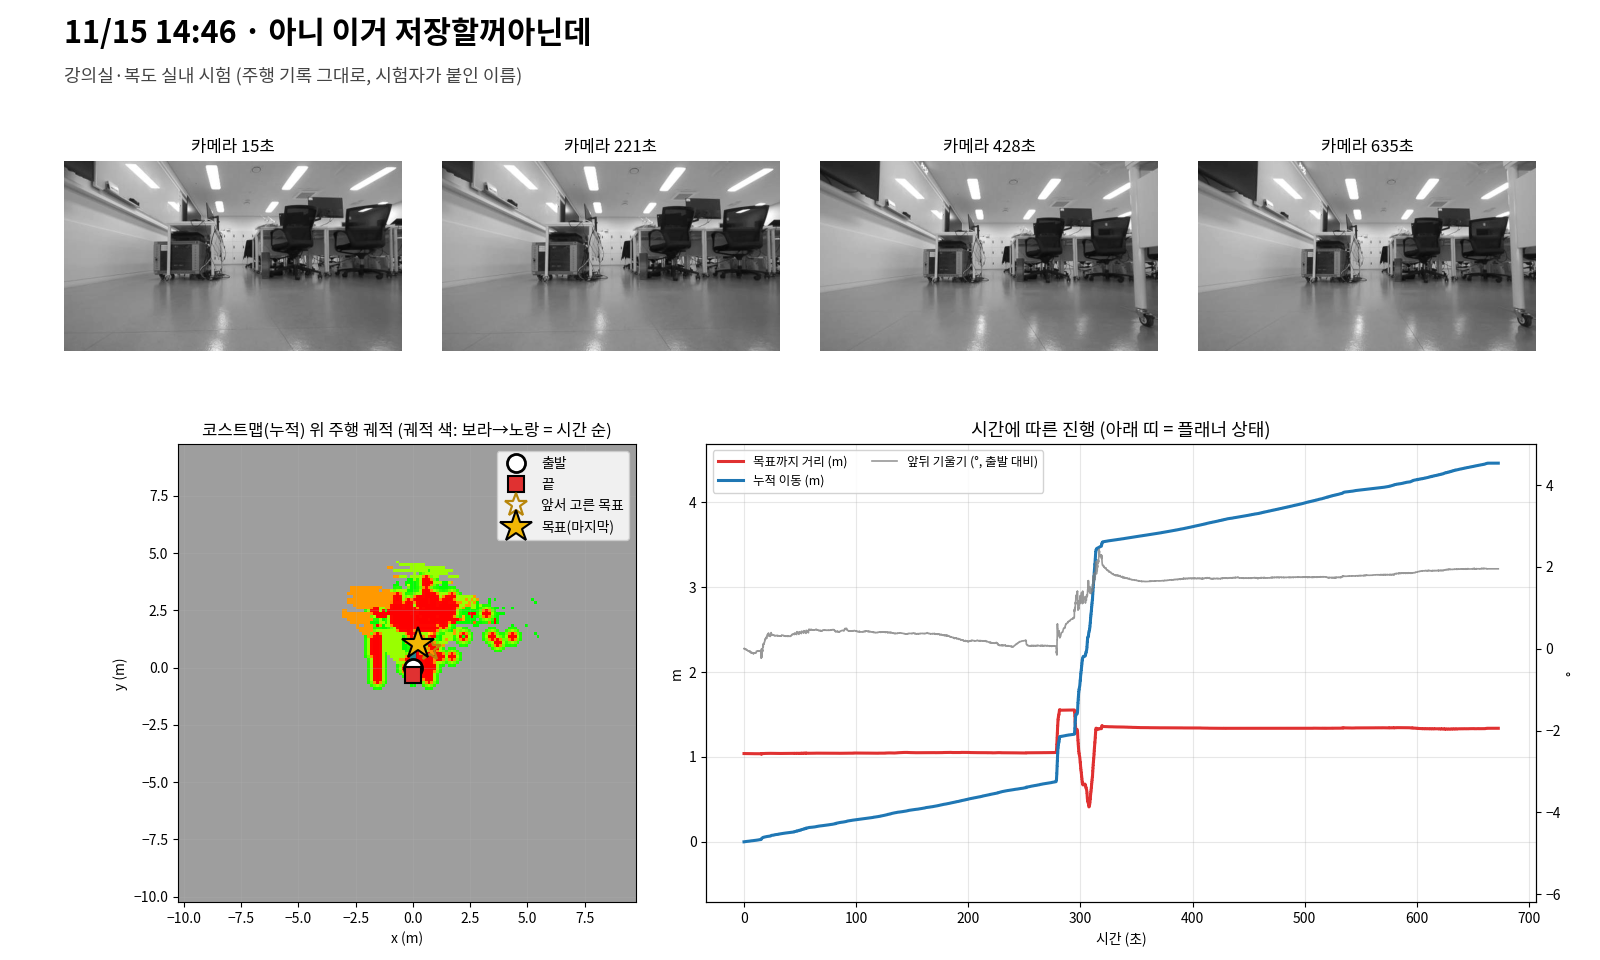 11/15 14:46 · 아니 이거 저장할꺼아닌데
강의실·복도 실내 시험 (주행 기록 그대로, 시험자가 붙인 이름)
카메라 15초
카메라 221초
카메라 428초
카메라 635초
코스트맵(누적) 위 주행 궤적 (궤적 색: 보라→노랑 = 시간 순)
출발
끝
앞서 고른 목표
목표(마지막)
7.5
5.0
2.5
0.0
−2.5
−5.0
−7.5
−10.0
y (m)
−10.0 −7.5 −5.0 −2.5 0.0 2.5 5.0 7.5
x (m)
시간에 따른 진행 (아래 띠 = 플래너 상태)
목표까지 거리 (m)
누적 이동 (m)
앞뒤 기울기 (°, 출발 대비)
4
3
2
1
0
m
4
2
0
−2
−4
−6
°
0 100 200 300 400 500 600 700
시간 (초)